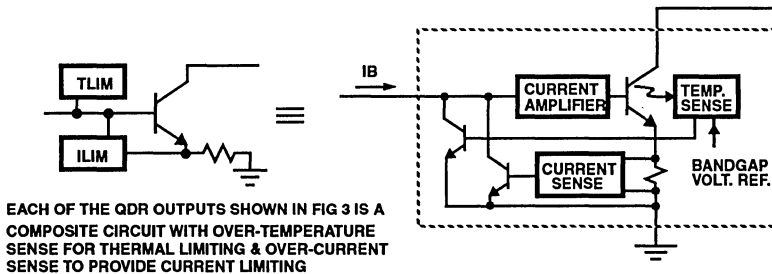 TLIM
ILIM
IB
CURRENT
AMPLIFIER
TEMP.
SENSE
CURRENT
SENSE
BANDGAP
VOLT. REF.
EACH OF THE QDR OUTPUTS SHOWN IN FIG 3 IS A
COMPOSITE CIRCUIT WITH OVER-TEMPERATURE
SENSE FOR THERMAL LIMITING & OVER-CURRENT
SENSE TO PROVIDE CURRENT LIMITING